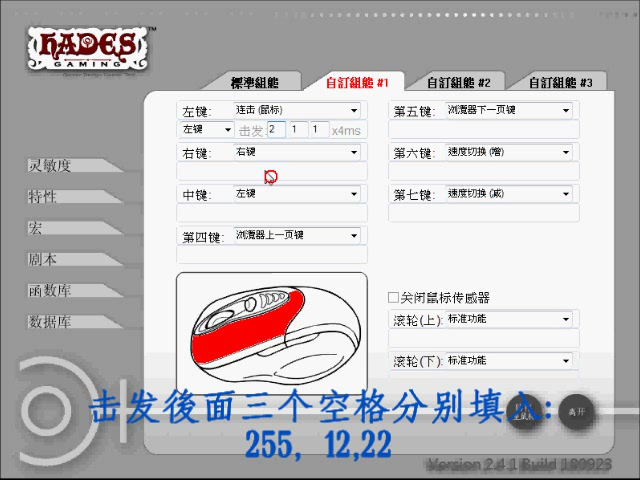 HADES
GAMING
標準組態 自訂組態 #1 自訂組態 #2 自訂組態 #3
左键: 连击 (鼠标) 第五键: 浏覽器下一页键
左键 击发: 2 1 1 x4ms
右键: 右键 第六键: 速度切换 (增)
中键: 左键 第七键: 速度切换 (减)
第四键: 浏覽器上一页键
灵敏度
特性
宏
剧本
函数库
数据库
关闭鼠标传感器
滚轮(上): 标准功能
滚轮(下): 标准功能
离开
击发後面三个空格分别填入:
255, 12,22
Version 2.4.1 Build 180923